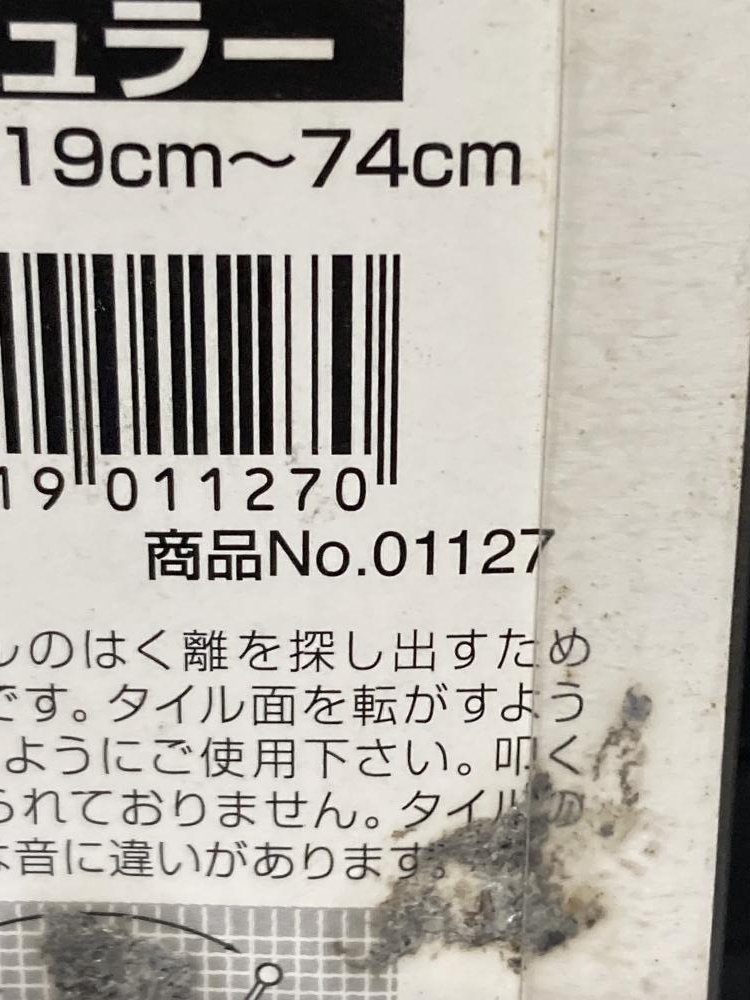 ュラー
19cm〜74cm
19 011270
商品No.01127
のはく離を探し出すため
です。タイル面を転がすよう
ようにご使用下さい。叩く
られておりません。タイルの
音に違いがあります。